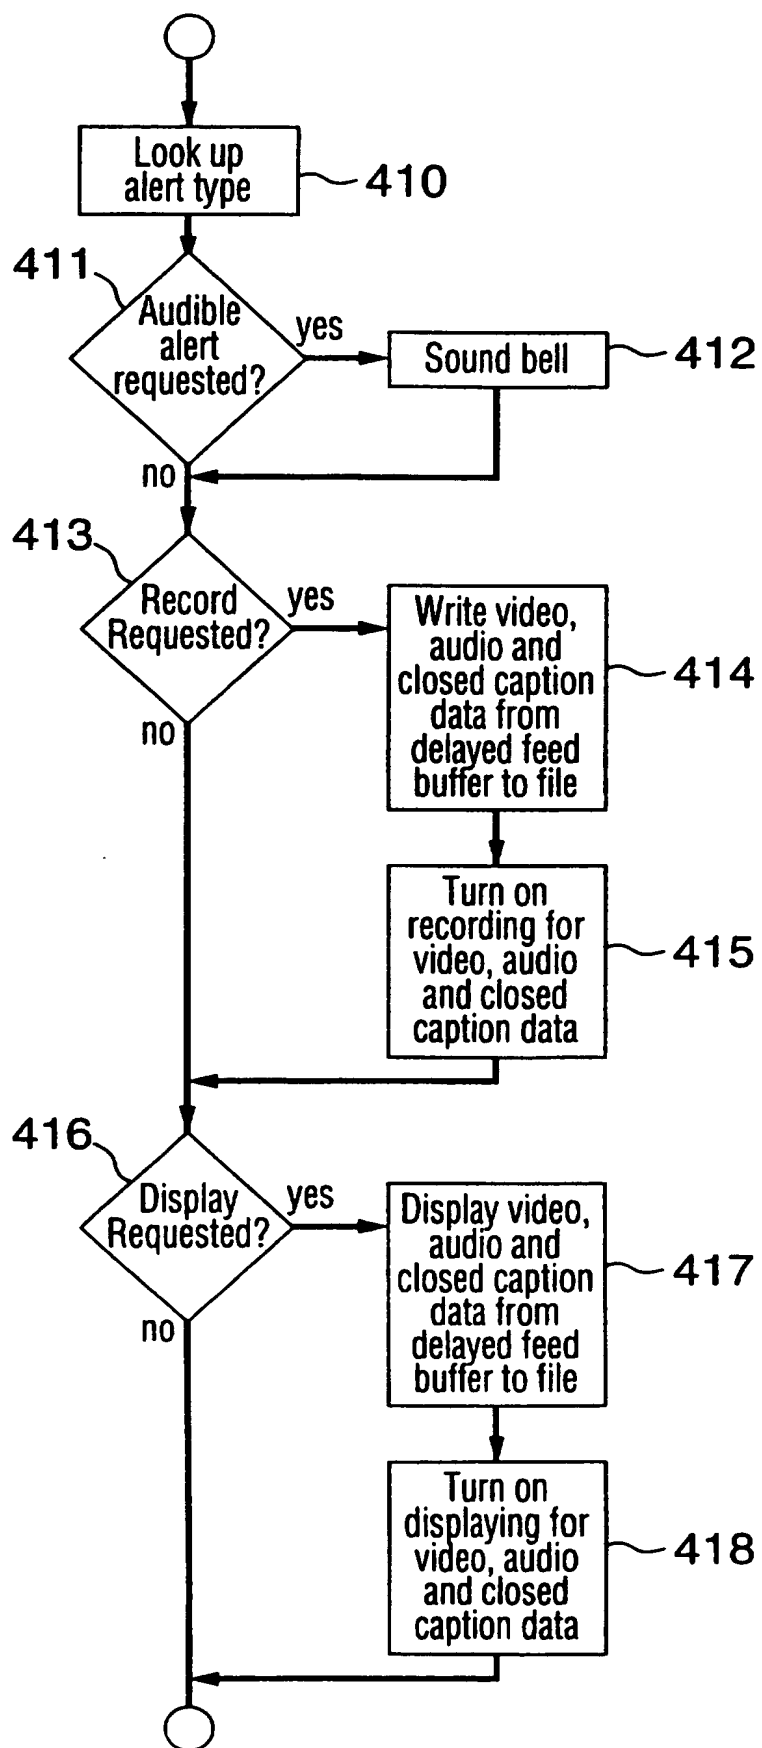 Look up
alert type
410
411
Audible
alert
requested?
yes
Sound bell
412
no
413
Record
Requested?
yes
Write video,
audio and
closed caption
data from
delayed feed
buffer to file
414
no
Turn on
recording for
video, audio
and closed
caption data
415
416
Display
Requested?
yes
Display video,
audio and
closed caption
data from
delayed feed
buffer to file
417
no
Turn on
displaying for
video, audio
and closed
caption data
418